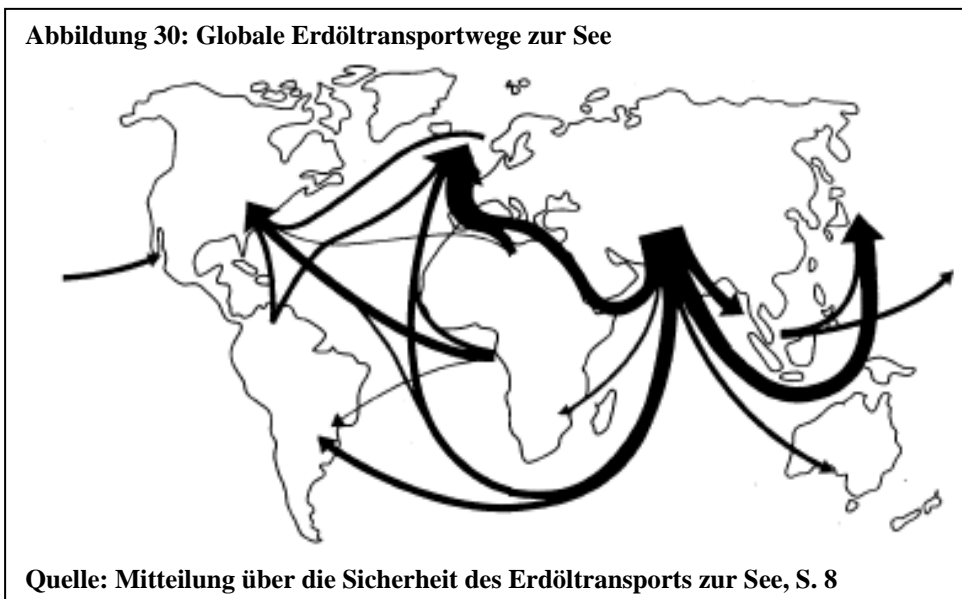 Abbildung 30: Globale Erdöltransportwege zur See
Quelle: Mitteilung über die Sicherheit des Erdöltransports zur See, S. 8